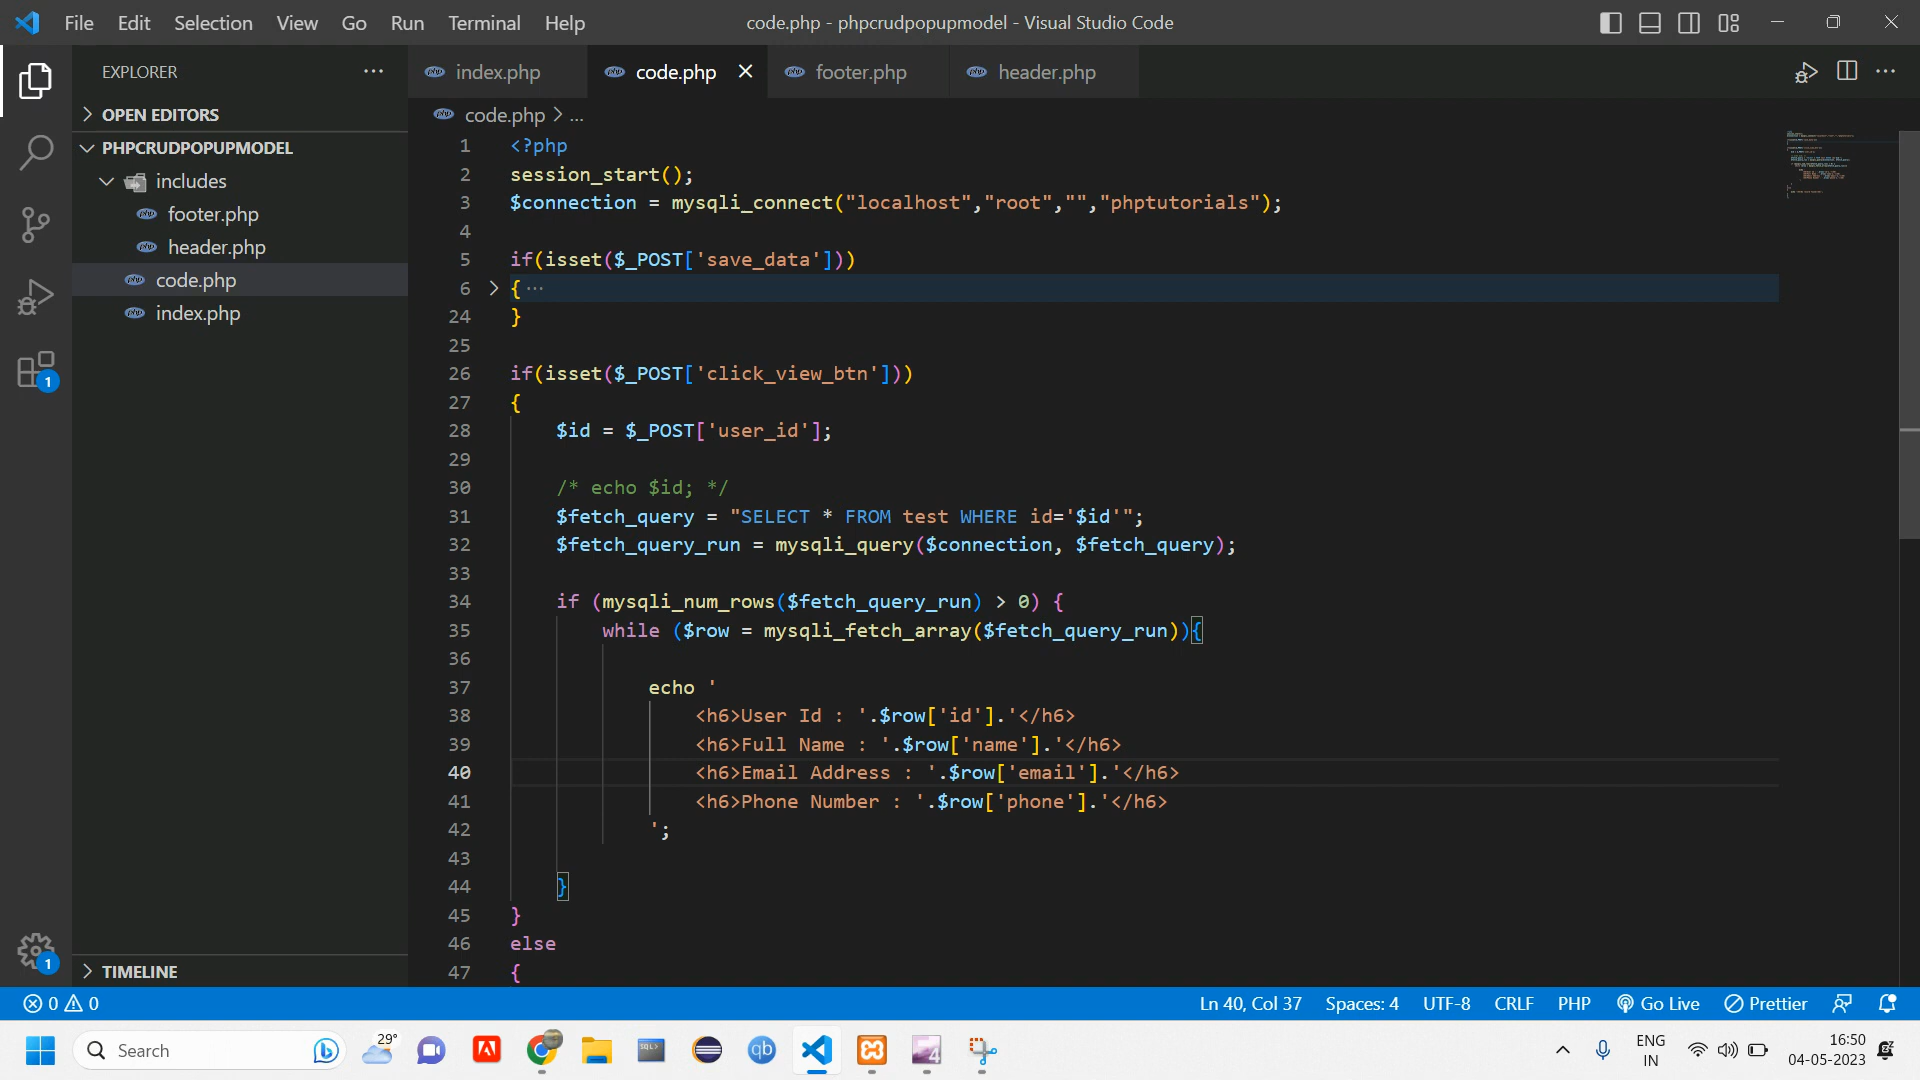 File Edit Selection View Go Run Terminal Help
code.php - phpcrudpopupmodel - Visual Studio Code
EXPLORER
index.php
code.php
footer.php
header.php
OPEN EDITORS
PHPCRUDPOPUPMODEL
includes
footer.php
header.php
code.php
index.php
TIMELINE
code.php > ...
1 <?php
2 session_start();
3 $connection = mysqli_connect("localhost","root","","phptutorials");
4
5 if(isset($_POST['save_data']))
6 { ...
24 }
25
26 if(isset($_POST['click_view_btn']))
27 {
28 $id = $_POST['user_id'];
29
30 /* echo $id; */
31 $fetch_query = "SELECT * FROM test WHERE id='$id'";
32 $fetch_query_run = mysqli_query($connection, $fetch_query);
33
34 if (mysqli_num_rows($fetch_query_run) > 0) {
35 while ($row = mysqli_fetch_array($fetch_query_run)){
36
37 echo '
38 <h6>User Id : '.$row['id'].'</h6>
39 <h6>Full Name : '.$row['name'].'</h6>
40 <h6>Email Address : '.$row['email'].'</h6>
41 <h6>Phone Number : '.$row['phone'].'</h6>
42 ';
43
44 }
45 }
46 else
47 {
1
1
0 0
Ln 40, Col 37 Spaces: 4 UTF-8 CRLF PHP Go Live Prettier
Search
29°
SQL>
qb
4
ENG
IN
16:50
04-05-2023